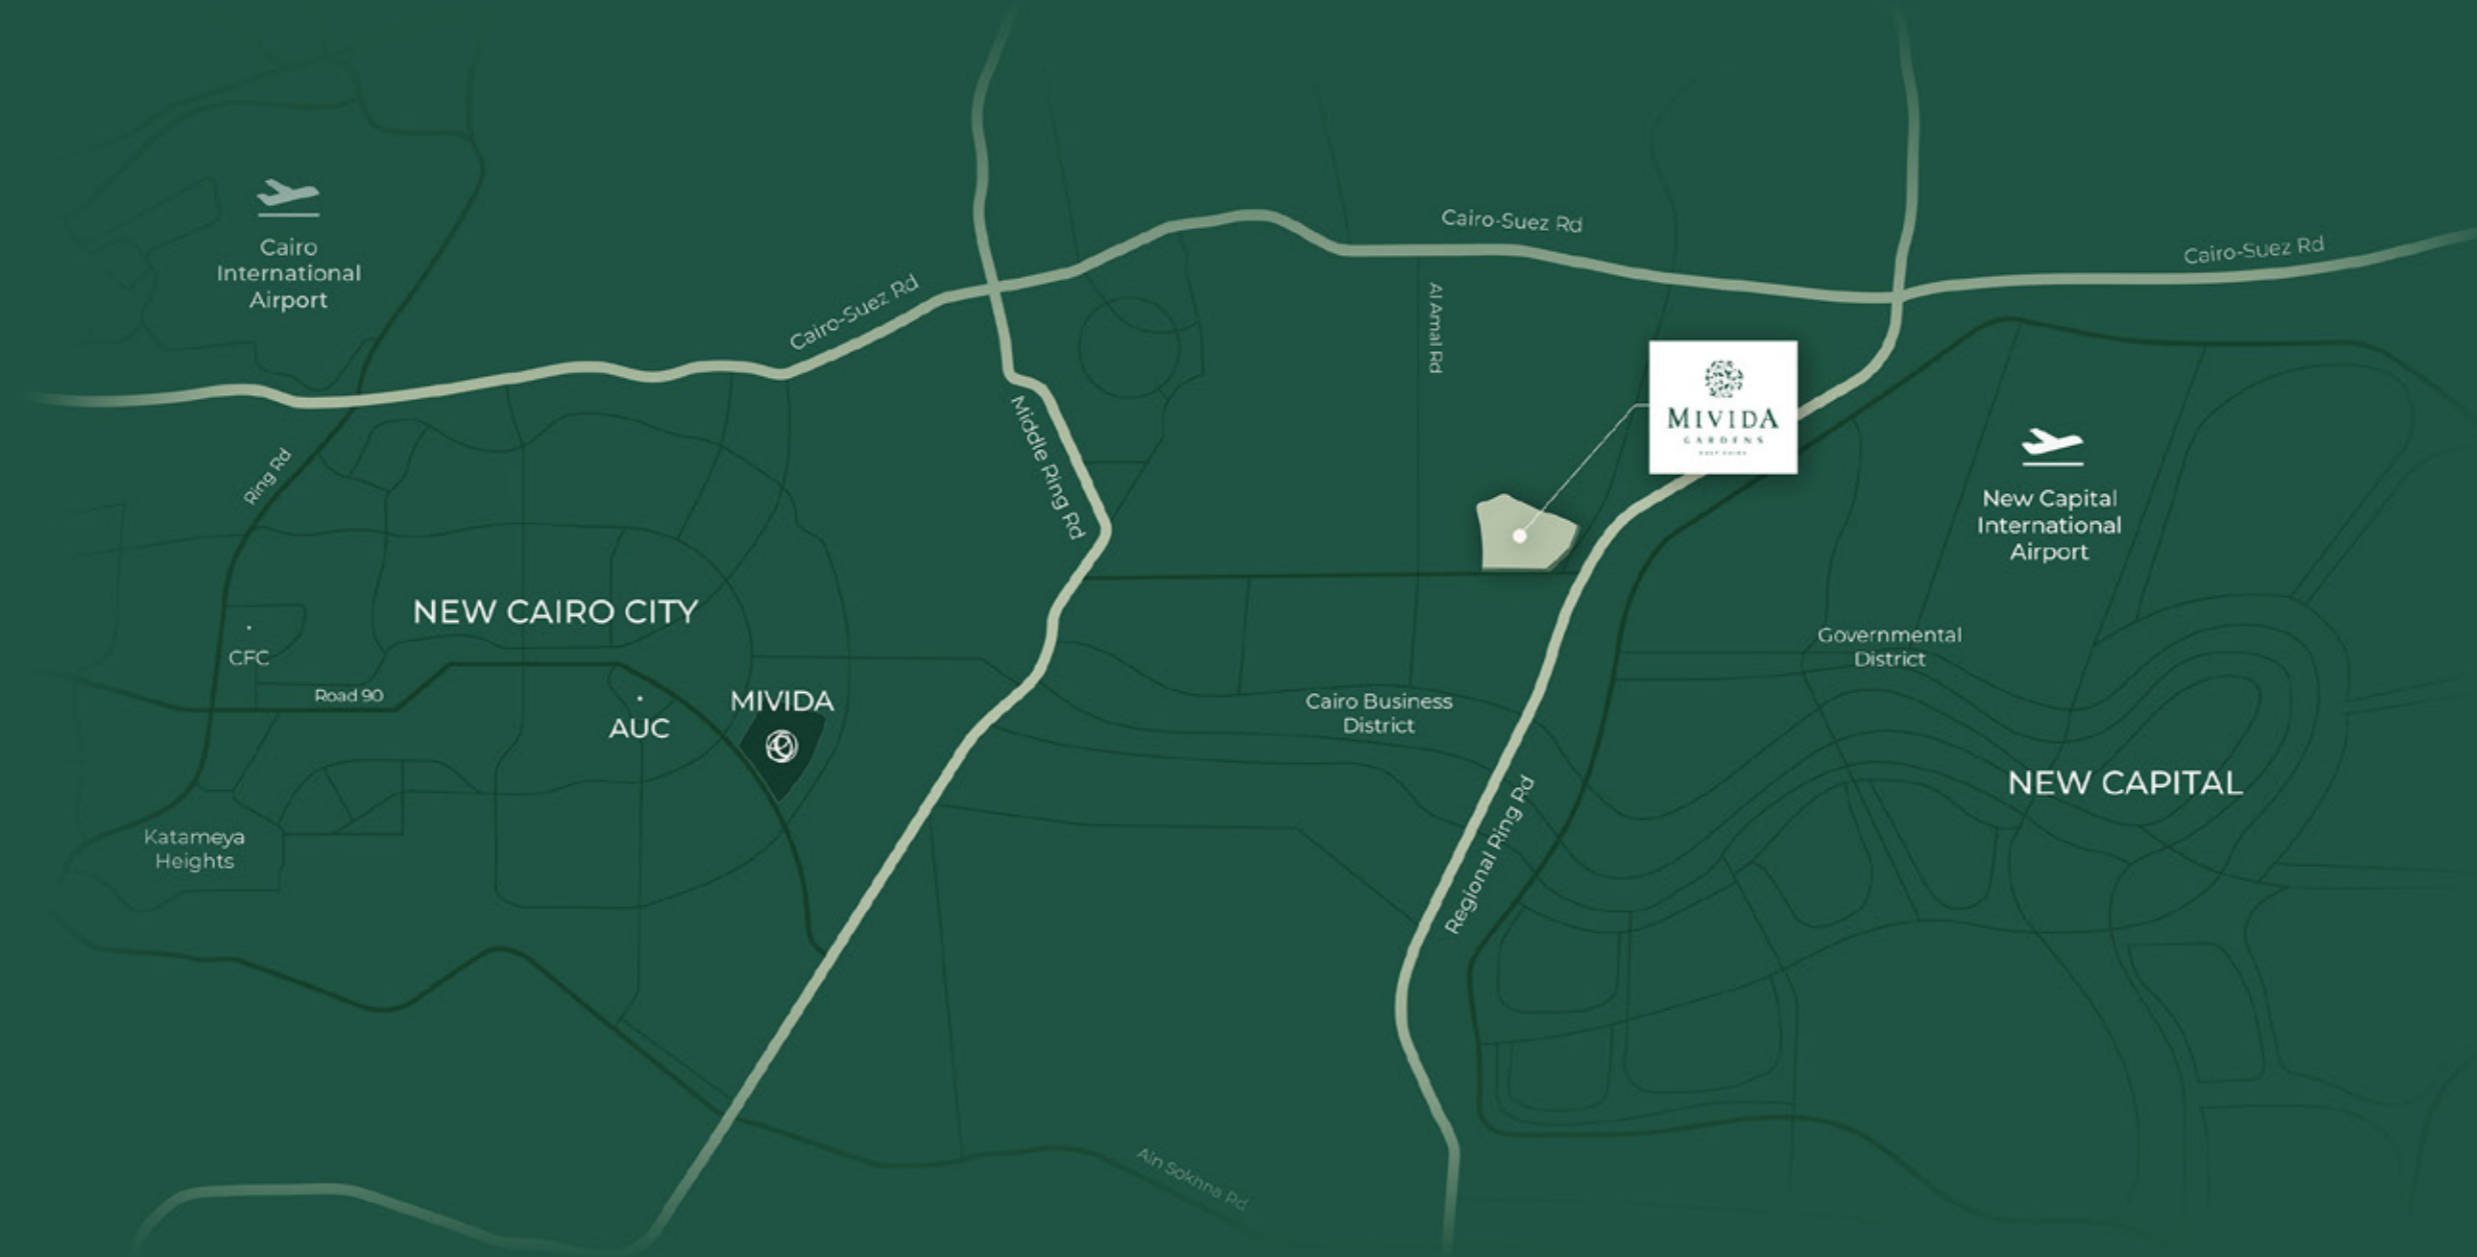 Cairo
International
Airport
Cairo-Suez Rd
Cairo-Suez Rd
Cairo-Suez Rd
Al Amal Rd
Middle Ring Rd
Ring Rd
MIVIDA
GARDENS
EAST CAIRO
New Capital
International
Airport
NEW CAIRO CITY
CFC
Road 90
AUC
MIVIDA
Governmental
District
Cairo Business
District
NEW CAPITAL
Regional Ring Rd
Katameya
Heights
Ain Sokhna Rd